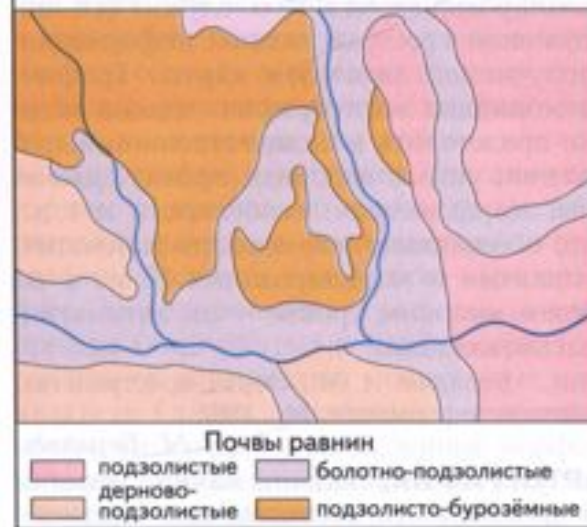 Почвы равнин
подзолистые
дерново-
подзолистые
болотно-подзолистые
подзолисто-бурозёмные